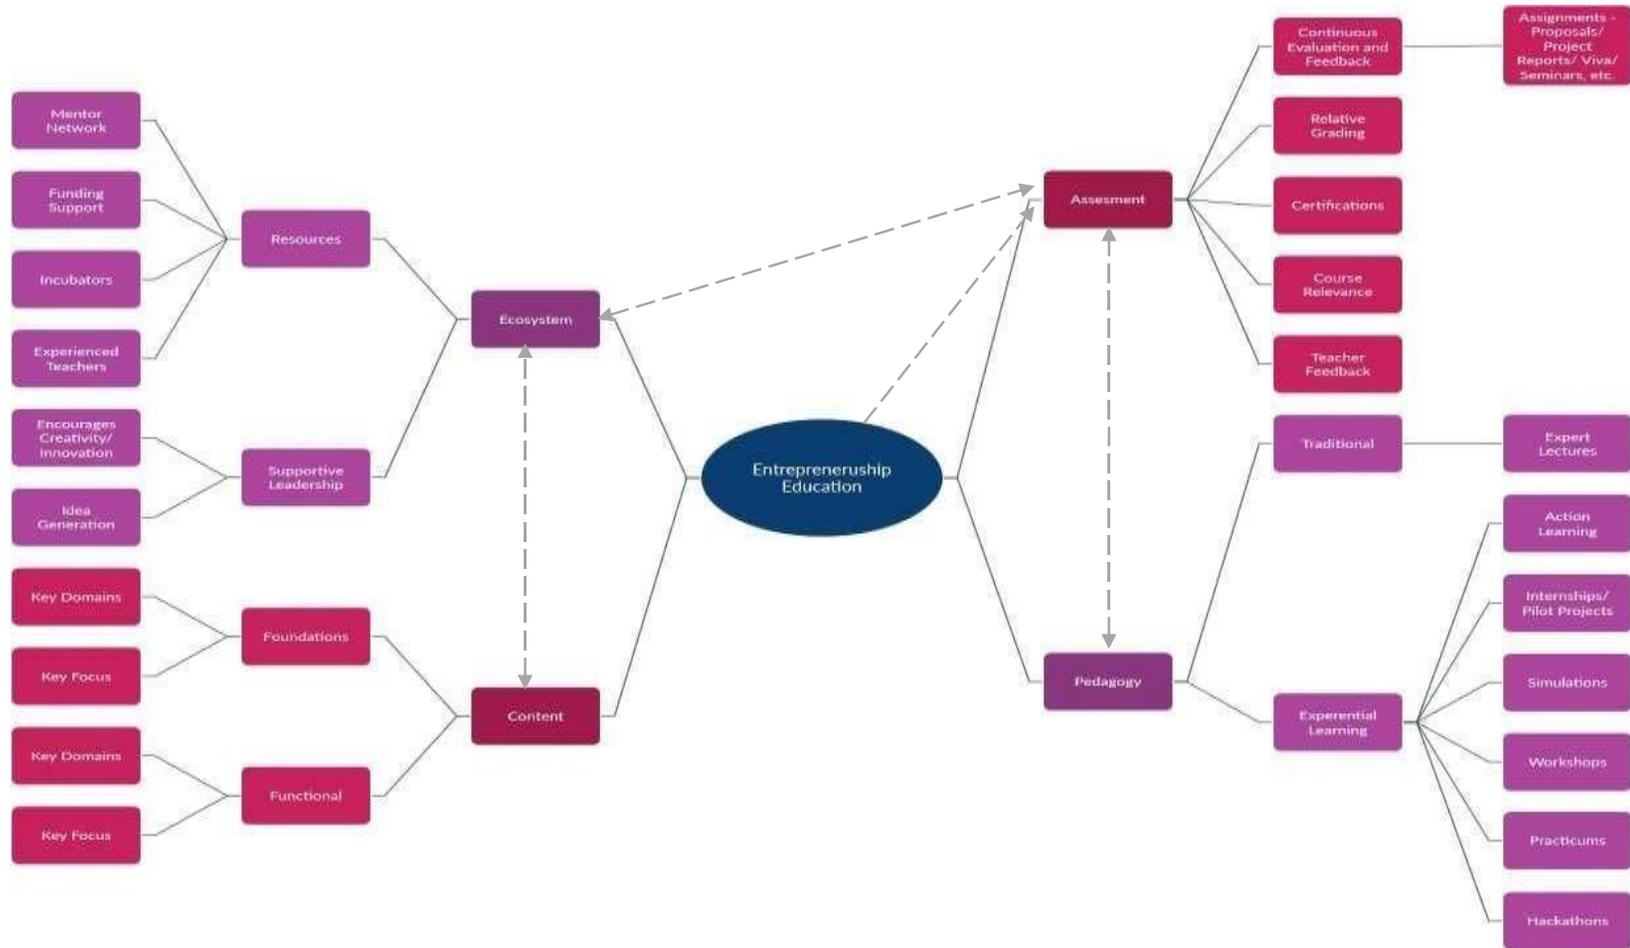 Mentor
Network
Funding
Support
Incubators
Experienced
Teachers
Encourages
Creativity/
Innovation
Idea
Generation
Key Domains
Key Focus
Key Domains
Key Focus
Resources
Supportive
Leadership
Foundations
Functional
Ecosystem
Content
Entrepreneruship
Education
Assesment
Pedagogy
Continuous
Evaluation and
Feedback
Relative
Grading
Certifications
Course
Relevance
Teacher
Feedback
Traditional
Experential
Learning
Assignments -
Proposals/
Project
Reports/ Viva/
Seminars, etc.
Expert
Lectures
Action
Learning
Internships/
Pilot Projects
Simulations
Workshops
Practicums
Hackathons